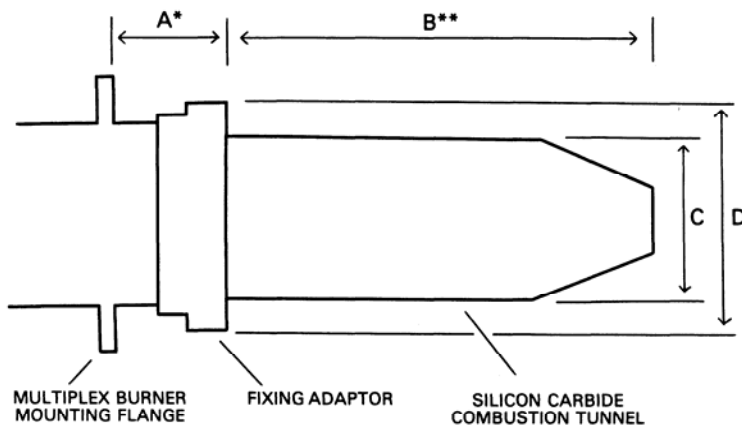 A*
B**
C
D
MULTIPLEX BURNER
MOUNTING FLANGE
FIXING ADAPTOR
SILICON CARBIDE
COMBUSTION TUNNEL